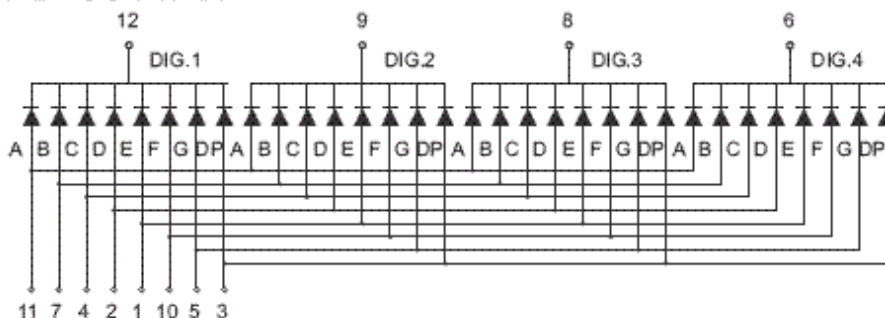 12 9 8 6
DIG.1 DIG.2 DIG.3 DIG.4
A B C D E F G DP A B C D E F G DP A B C D E F G DP A B C D E F G DP
11 7 4 2 1 10 5 3